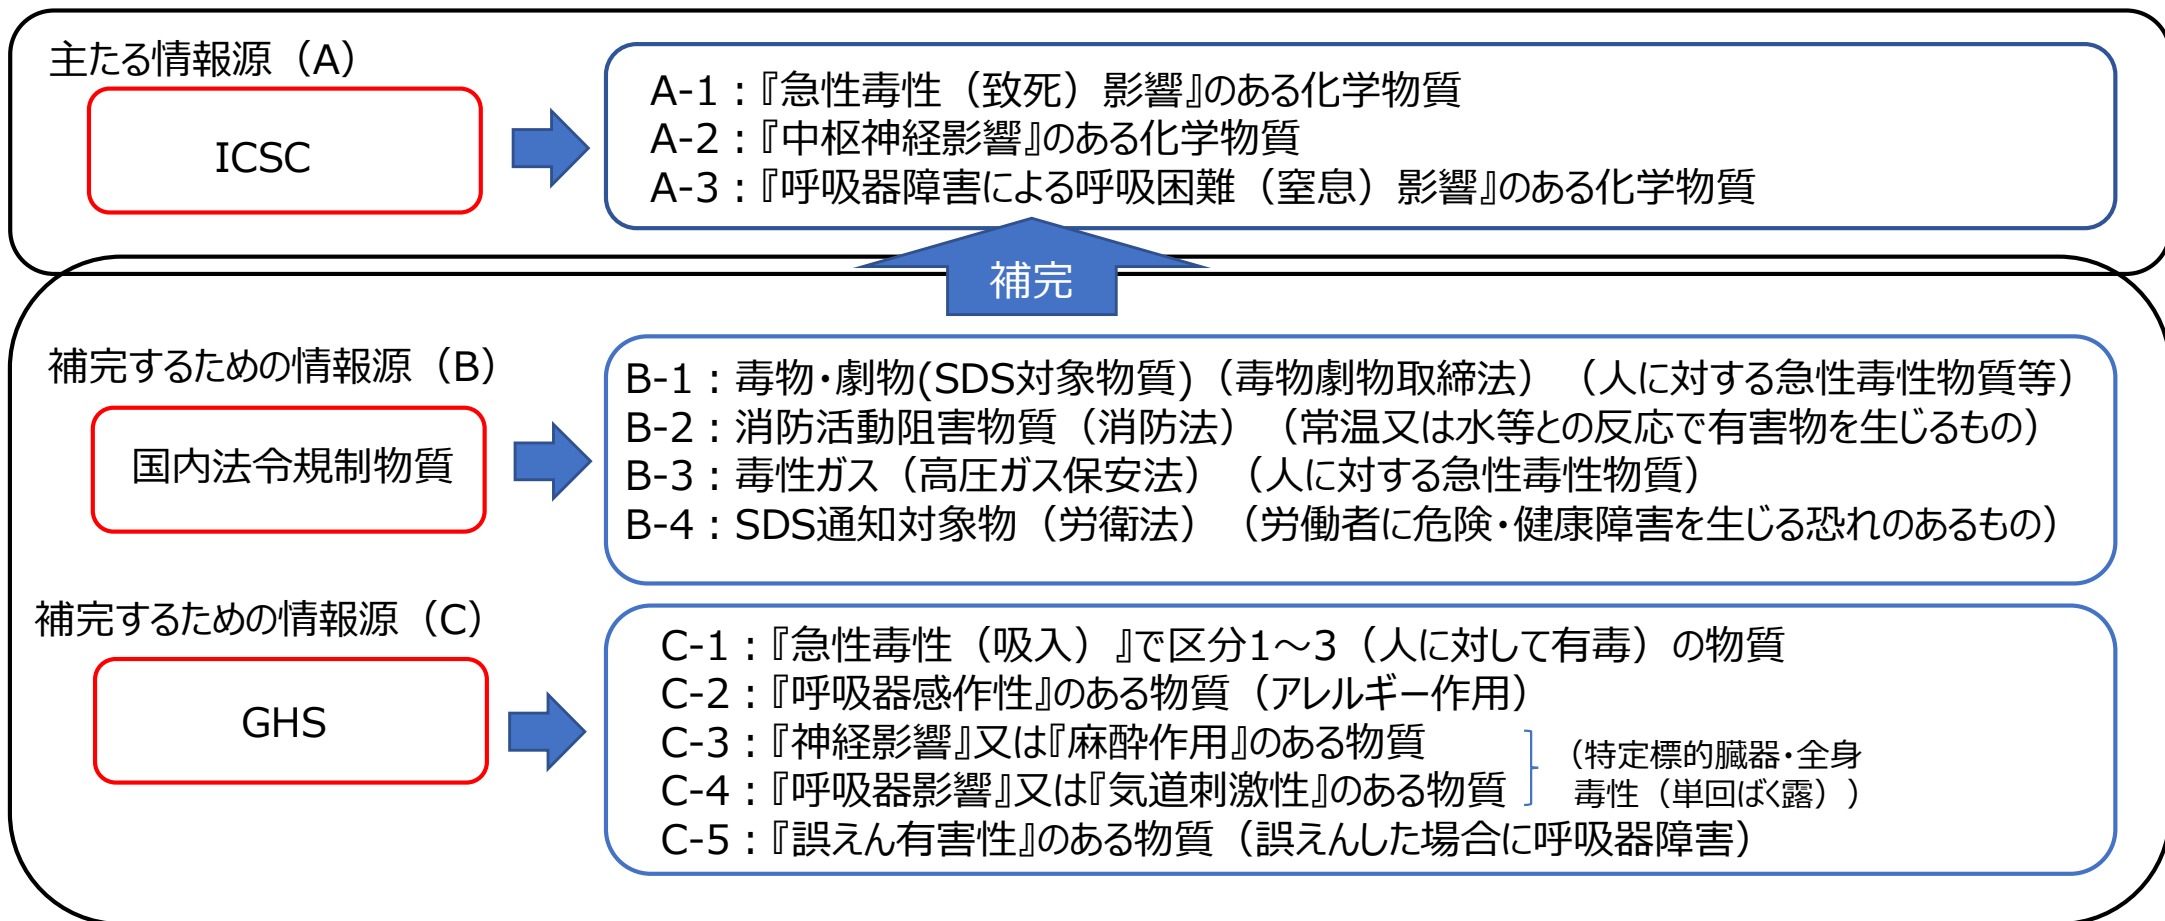 主たる情報源（A）
ICSC
A-1：『急性毒性（致死）影響』のある化学物質
A-2：『中枢神経影響』のある化学物質
A-3：『呼吸器障害による呼吸困難（窒息）影響』のある化学物質
補完
補完するための情報源（B）
国内法令規制物質
B-1：毒物・劇物(SDS対象物質)（毒物劇物取締法）（人に対する急性毒性物質等）
B-2：消防活動阻害物質（消防法）（常温又は水等との反応で有害物を生じるもの）
B-3：毒性ガス（高圧ガス保安法）（人に対する急性毒性物質）
B-4：SDS通知対象物（労衛法）（労働者に危険・健康障害を生じる恐れのあるもの）
補完するための情報源（C）
GHS
C-1：『急性毒性（吸入）』で区分1～3（人に対して有毒）の物質
C-2：『呼吸器感作性』のある物質（アレルギー作用）
C-3：『神経影響』又は『麻酔作用』のある物質
C-4：『呼吸器影響』又は『気道刺激性』のある物質
（特定標的臓器・全身
毒性（単回ばく露））
C-5：『誤えん有害性』のある物質（誤えんした場合に呼吸器障害）